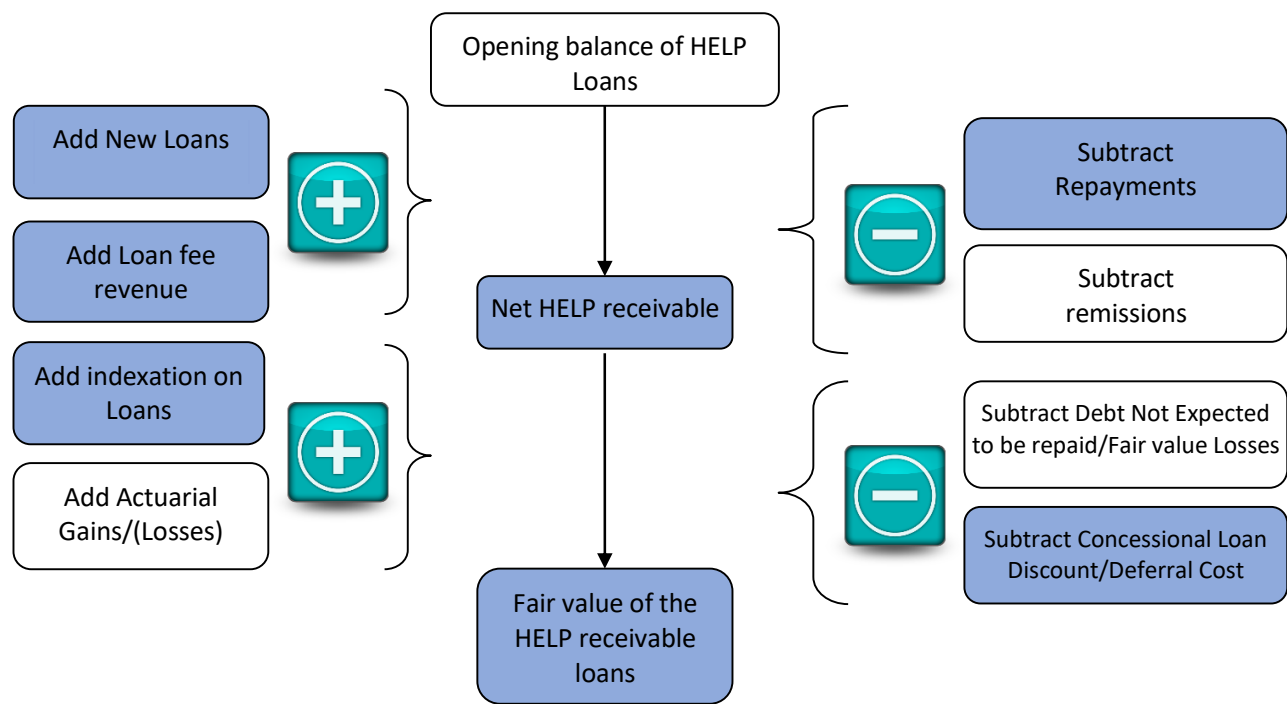 Opening balance of HELP
Loans
Add New Loans
Add Loan fee
revenue
Subtract
Repayments
Subtract
remissions
Net HELP receivable
Add indexation on
Loans
Add Actuarial
Gains/(Losses)
Subtract Debt Not Expected
to be repaid/Fair value Losses
Subtract Concessional Loan
Discount/Deferral Cost
Fair value of the
HELP receivable
loans